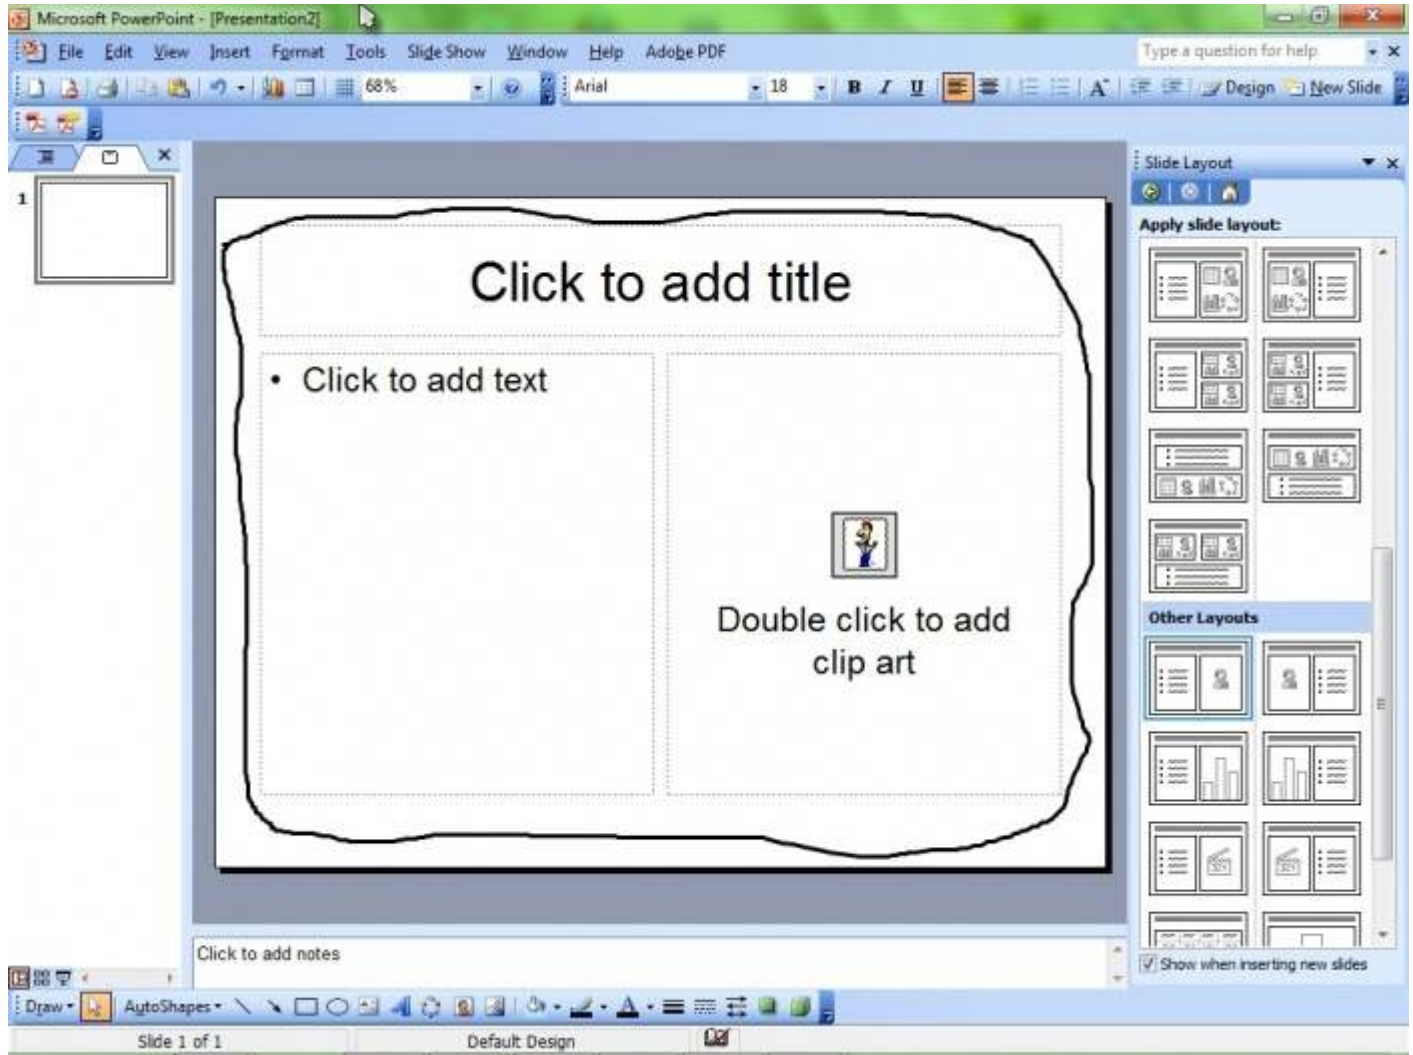 Microsoft PowerPoint - [Presentation2]
File Edit View Insert Format Tools Slide Show Window Help Adobe PDF Type a question for help
68% Arial 18 B I U A Design New Slide
Slide Layout
1
Apply slide layout:
Click to add title
• Click to add text
Double click to add
clip art
Other Layouts
Click to add notes
Show when inserting new slides
Draw AutoShapes A
Slide 1 of 1 Default Design